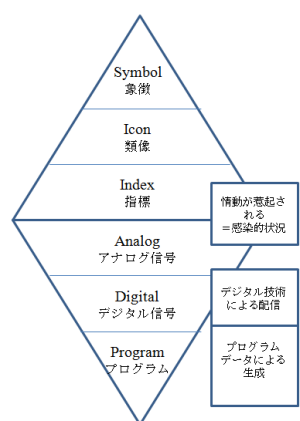 Symbol
象徴
Icon
類像
Index
指標
情動が惹起さ
れる
＝感染的状況
Analog
アナログ信号
Digital
デジタル信号
デジタル技術
による配信
Program
プログラム
プログラム
データによる
生成